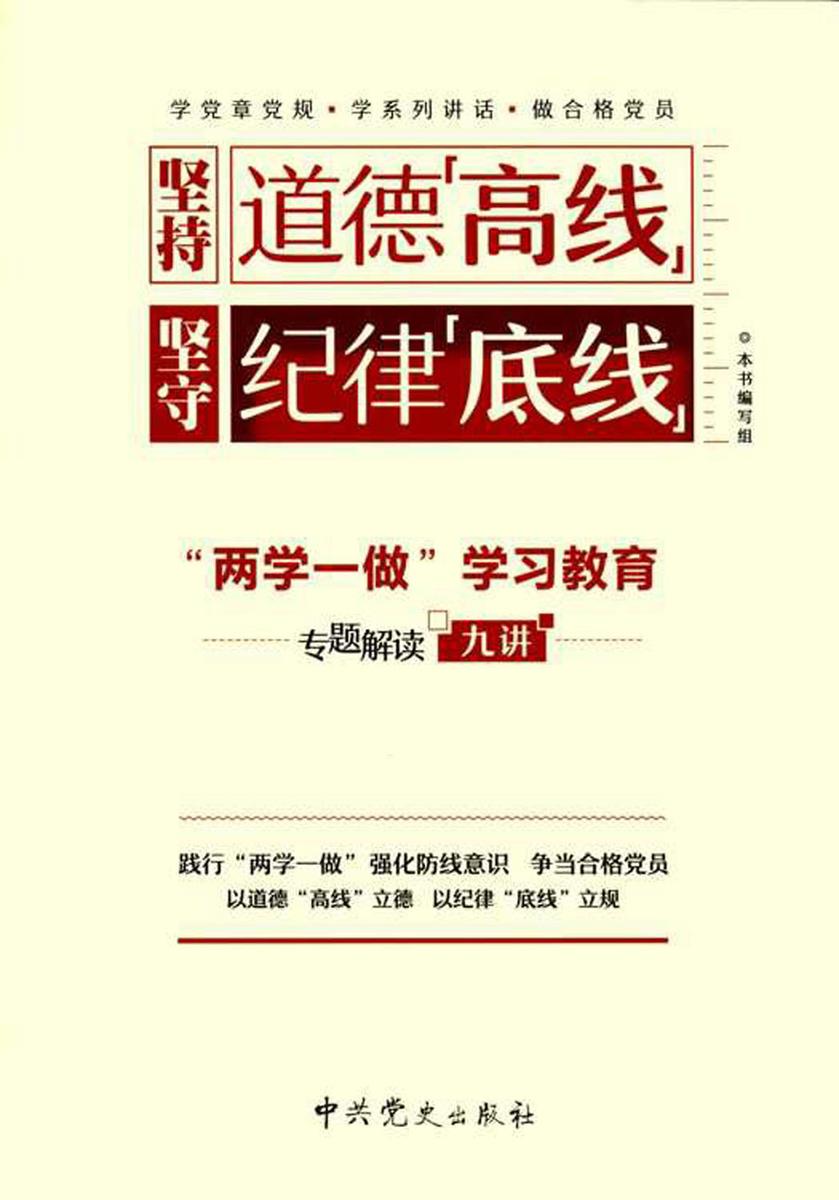 学党章党规·学系列讲话·做合格党员
坚持 道德「高线」
坚守 纪律「底线」
◎本书编写组
“两学一做”学习教育
专题解读 九讲
践行“两学一做” 强化防线意识 争当合格党员
以道德“高线”立德 以纪律“底线”立规
中共党史出版社